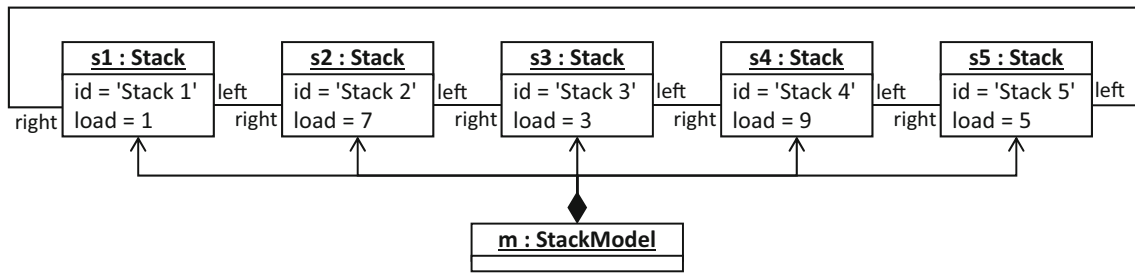 s1 : Stack
id = 'Stack 1'
load = 1
s2 : Stack
id = 'Stack 2'
load = 7
s3 : Stack
id = 'Stack 3'
load = 3
s4 : Stack
id = 'Stack 4'
load = 9
s5 : Stack
id = 'Stack 5'
load = 5
right
left
right
left
right
left
right
left
right
left
m : StackModel